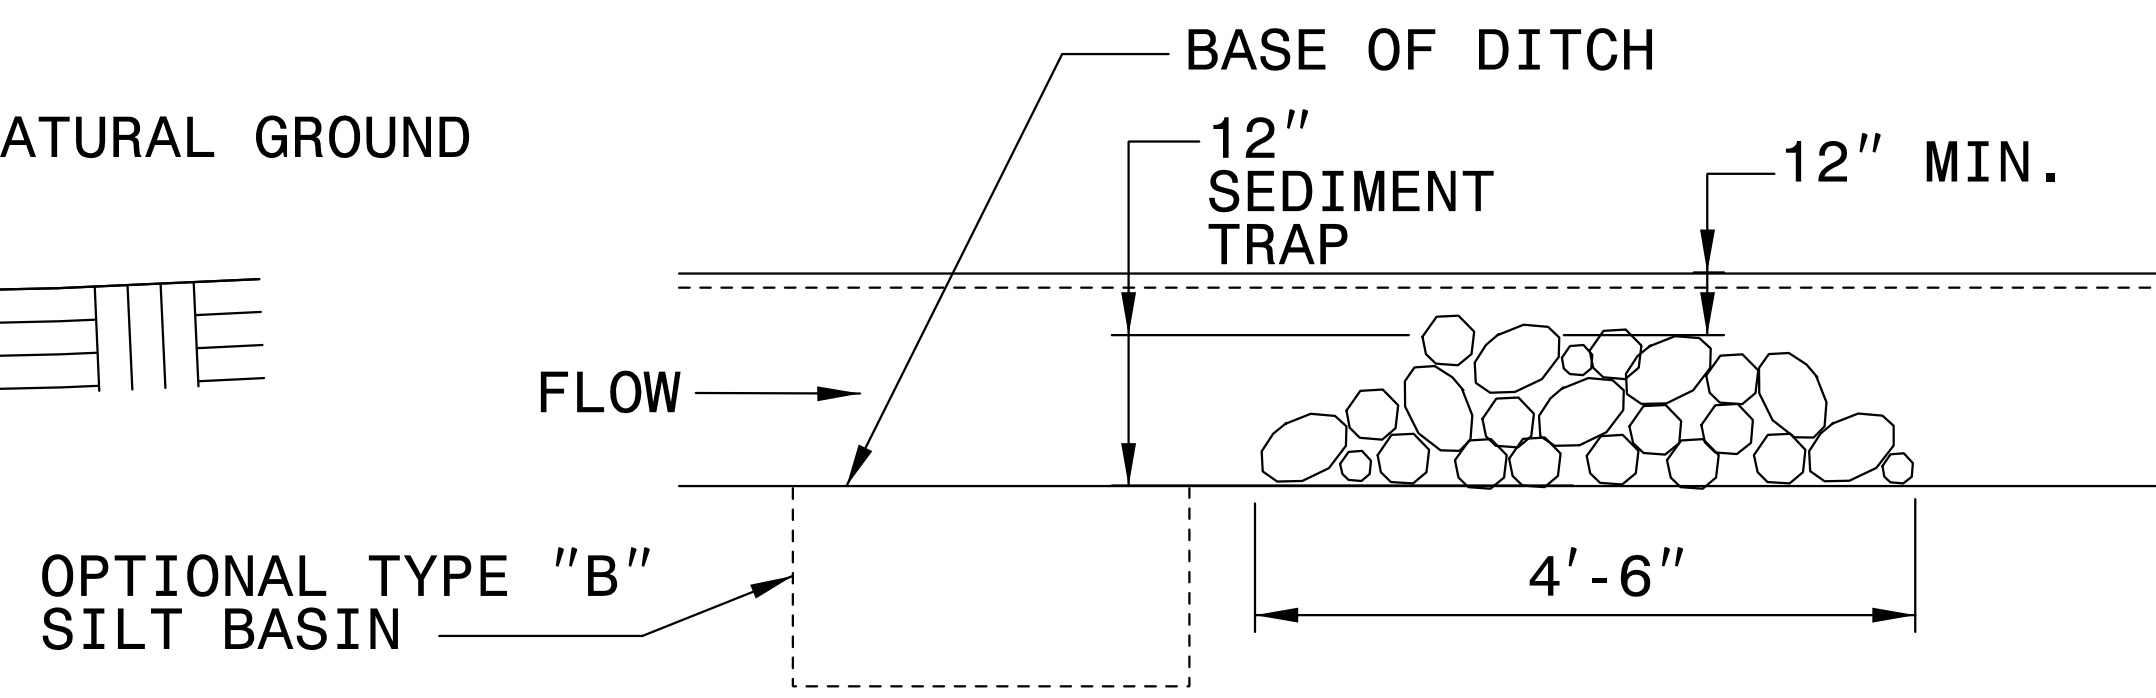 BASE OF DITCH
ATURAL GROUND
12"
SEDIMENT
TRAP
12" MIN.
FLOW
OPTIONAL TYPE "B"
SILT BASIN
4'-6"